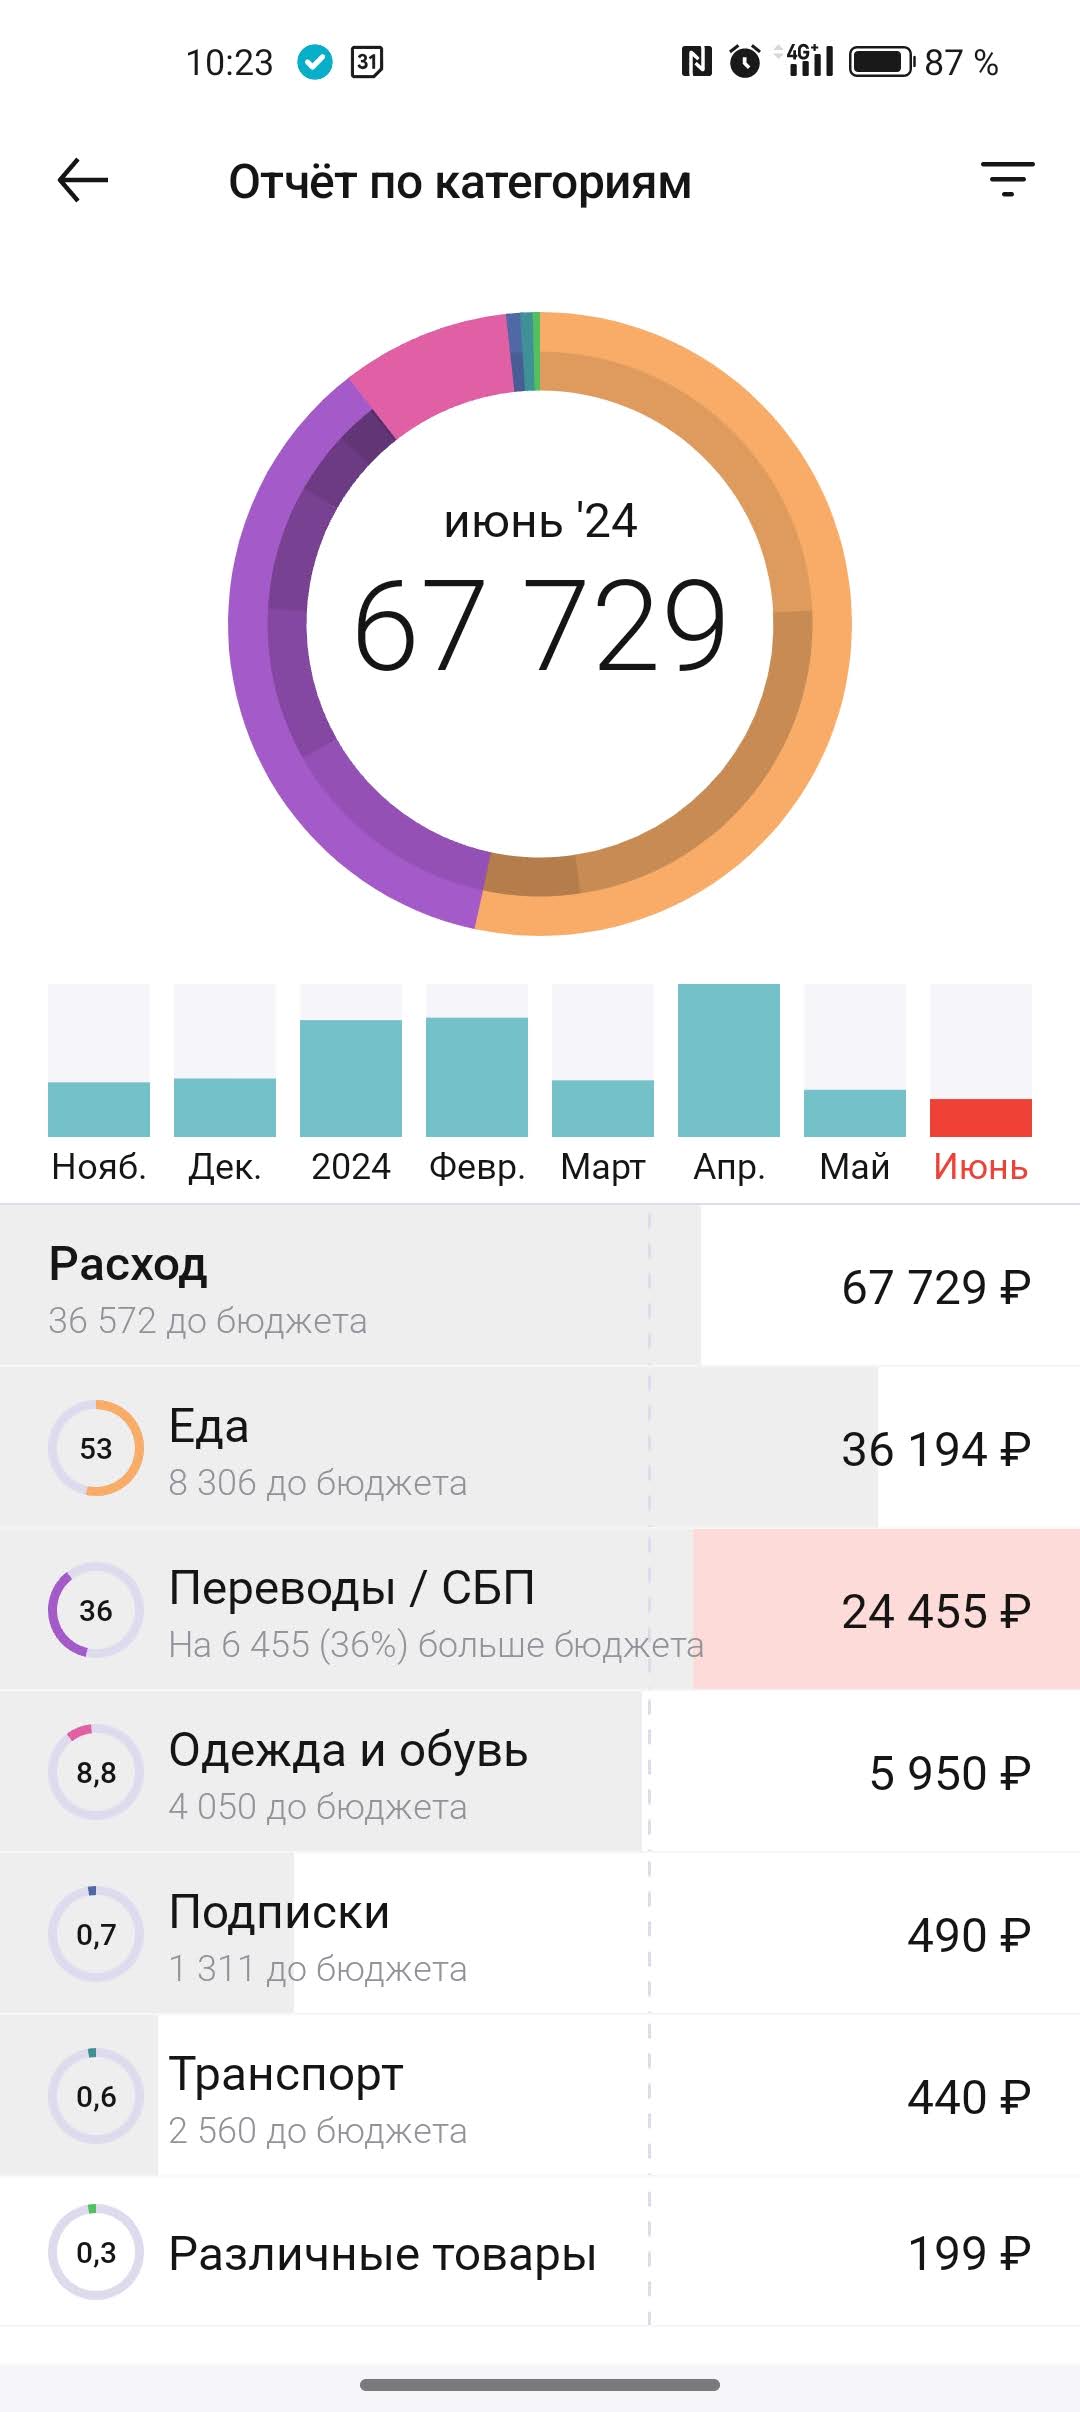 10:23 31 4G+ 87 %
Отчёт по категориям
июнь '24
67 729
Нояб. Дек. 2024 Февр. Март Апр. Май Июнь
Расход
67 729 ₽
36 572 до бюджета
Еда
53
36 194 ₽
8 306 до бюджета
Переводы / СБП
36
24 455 ₽
На 6 455 (36%) больше бюджета
Одежда и обувь
8,8
5 950 ₽
4 050 до бюджета
Подписки
0,7
490 ₽
1 311 до бюджета
Транспорт
0,6
440 ₽
2 560 до бюджета
0,3 Различные товары 199 ₽